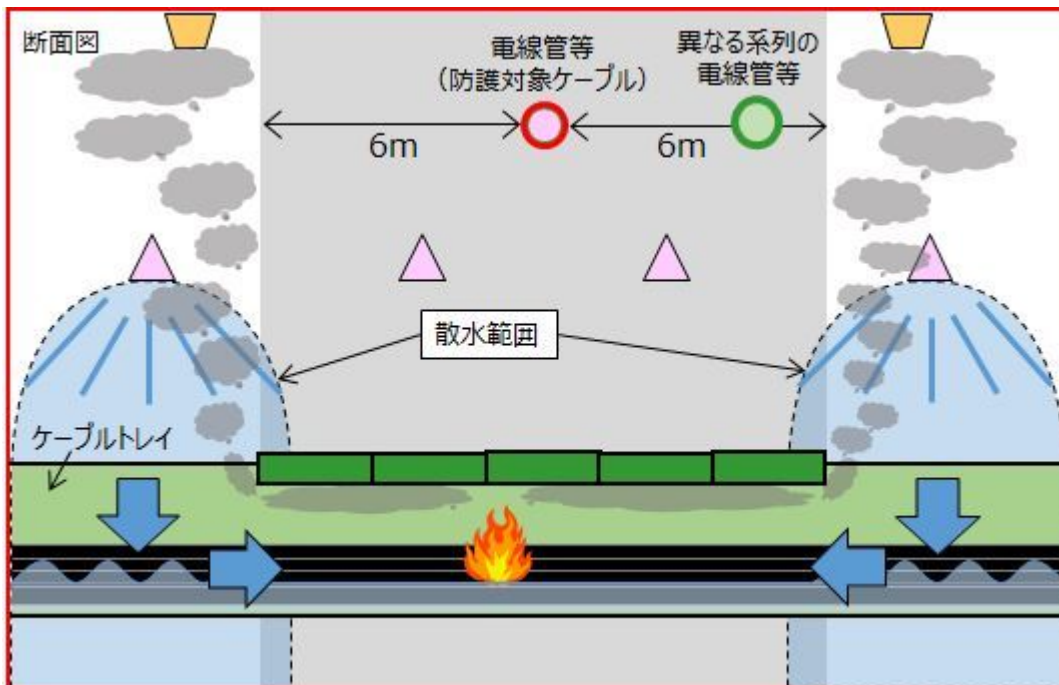 断面図
電線管等
（防護対象ケーブル）
異なる系列の
電線管等
6m
6m
散水範囲
ケーブルトレイ